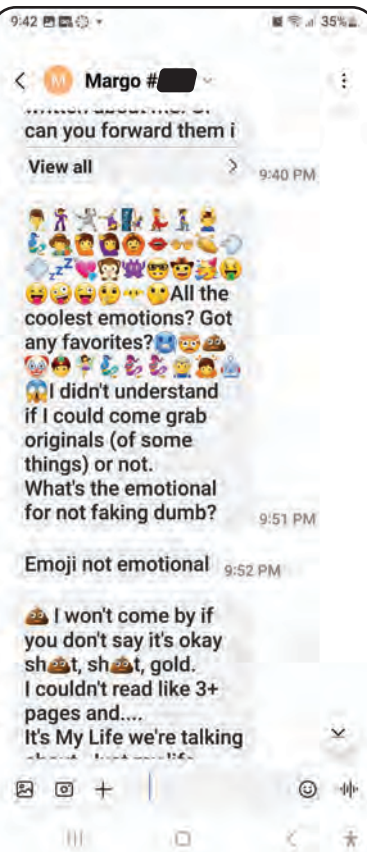 9:42 35%
Margo #
can you forward them i
View all
9:40 PM
All the
coolest emotions? Got
any favorites?
I didn't understand
if I could come grab
originals (of some
things) or not.
What's the emotional
for not faking dumb?
9:51 PM
Emoji not emotional 9:52 PM
💩 I won't come by if
you don't say it's okay
sh💩t, sh💩t, gold.
I couldn't read like 3+
pages and....
It's My Life we're talking